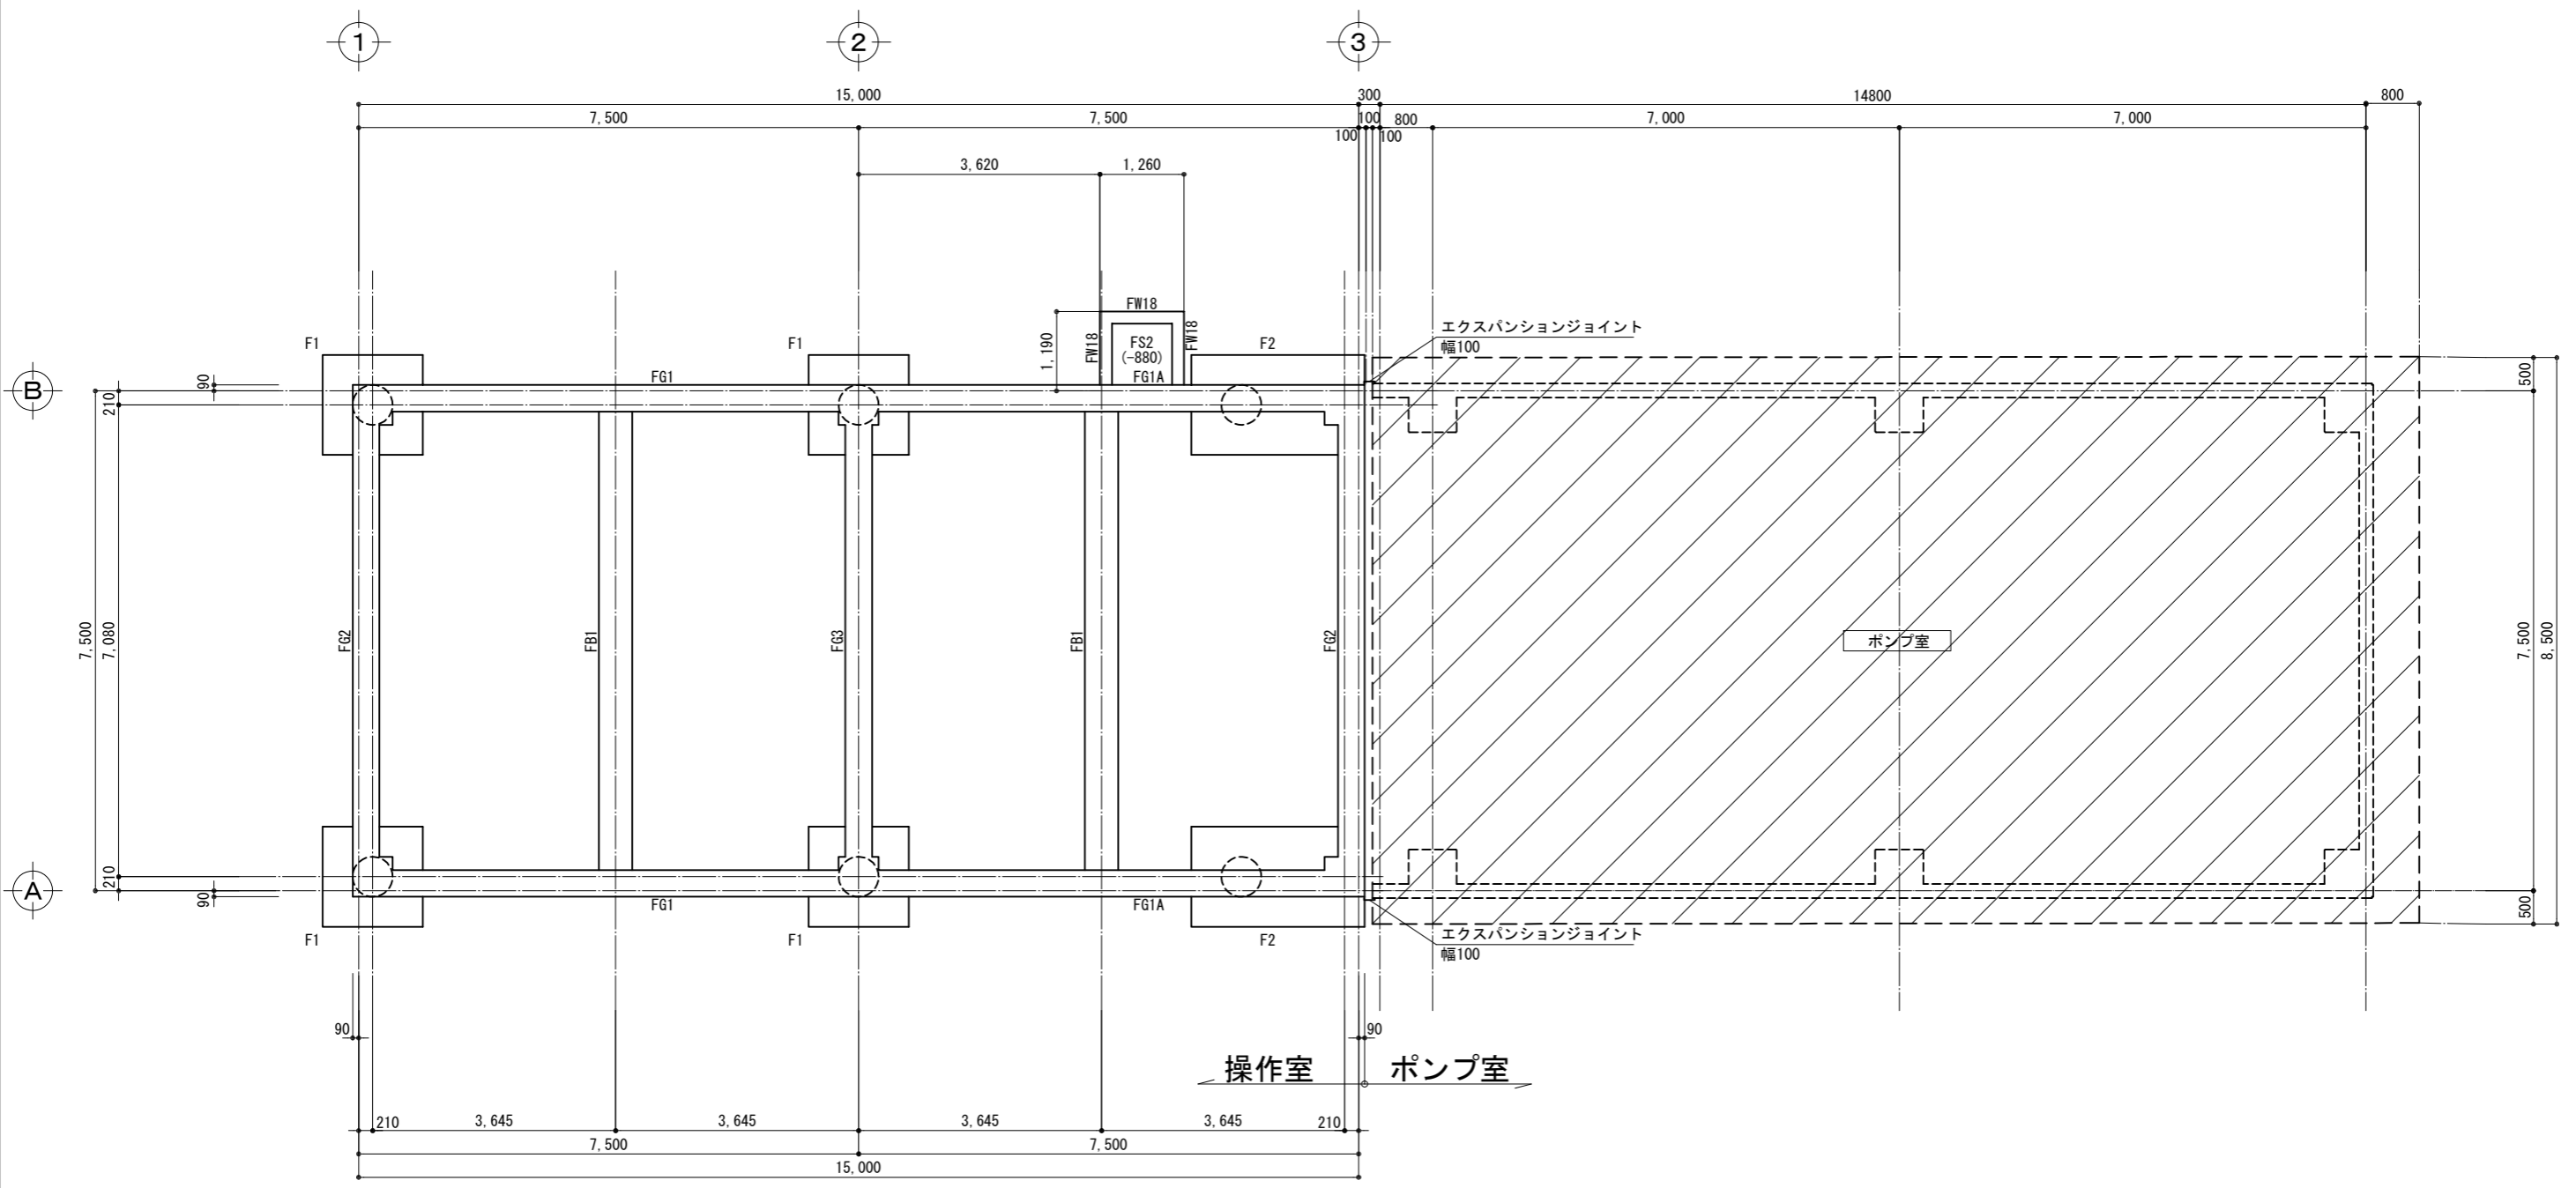 1 2 3
15,000 300 14800 800
7,500 7,500 100 800 7,000 7,000
100 100
3,620 1,260
FW18
1,190 FW18 FS2 FW18
(-880)
エクスパンションジョイント
幅100
F1 F1 F2
FG1 FG1A
B
90
210
500
7,500 7,080 FG2 FB1 FG3 FB1 FG2 ポンプ室 7,500 8,500
A
210
90
500
FG1 FG1A
F1 F1 F2
エクスパンションジョイント
幅100
90 90
操作室 ポンプ室
210 3,645 3,645 3,645 3,645 210
7,500 7,500
15,000